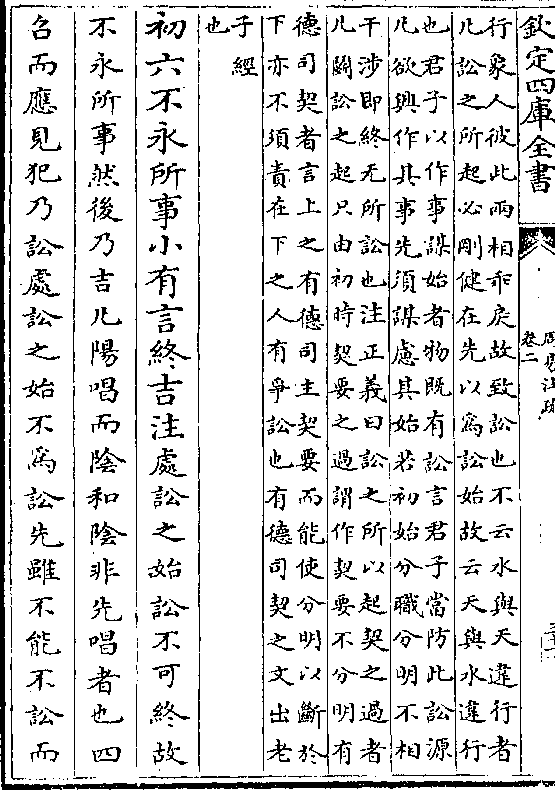 欽定四庫全書
周易注疏
卷二
行象人彼此兩相乖戾故致訟也不云水與天違行者
凡訟之所起必剛健在先以為訟始故云天與水違行
也君子以作事謀始者物既有訟言君子當防此訟源
凡欲興作其事先須謀慮其始若初始分職分明不相
干涉即終无所訟也注正義曰訟之所以起契之過者
凡鬭訟之起只由初時契要之過謂作契要不分明有
德司契者言上之有德司主契要而能使分明以斷於
下亦不須責在下之人有爭訟也有德司契之文出老
子經
也
初六不永所事小有言終吉注處訟之始訟不可終故
不永所事然後乃吉凡陽唱而陰和陰非先唱者也四
召而應見犯乃訟處訟之始不為訟先雖不能不訟而